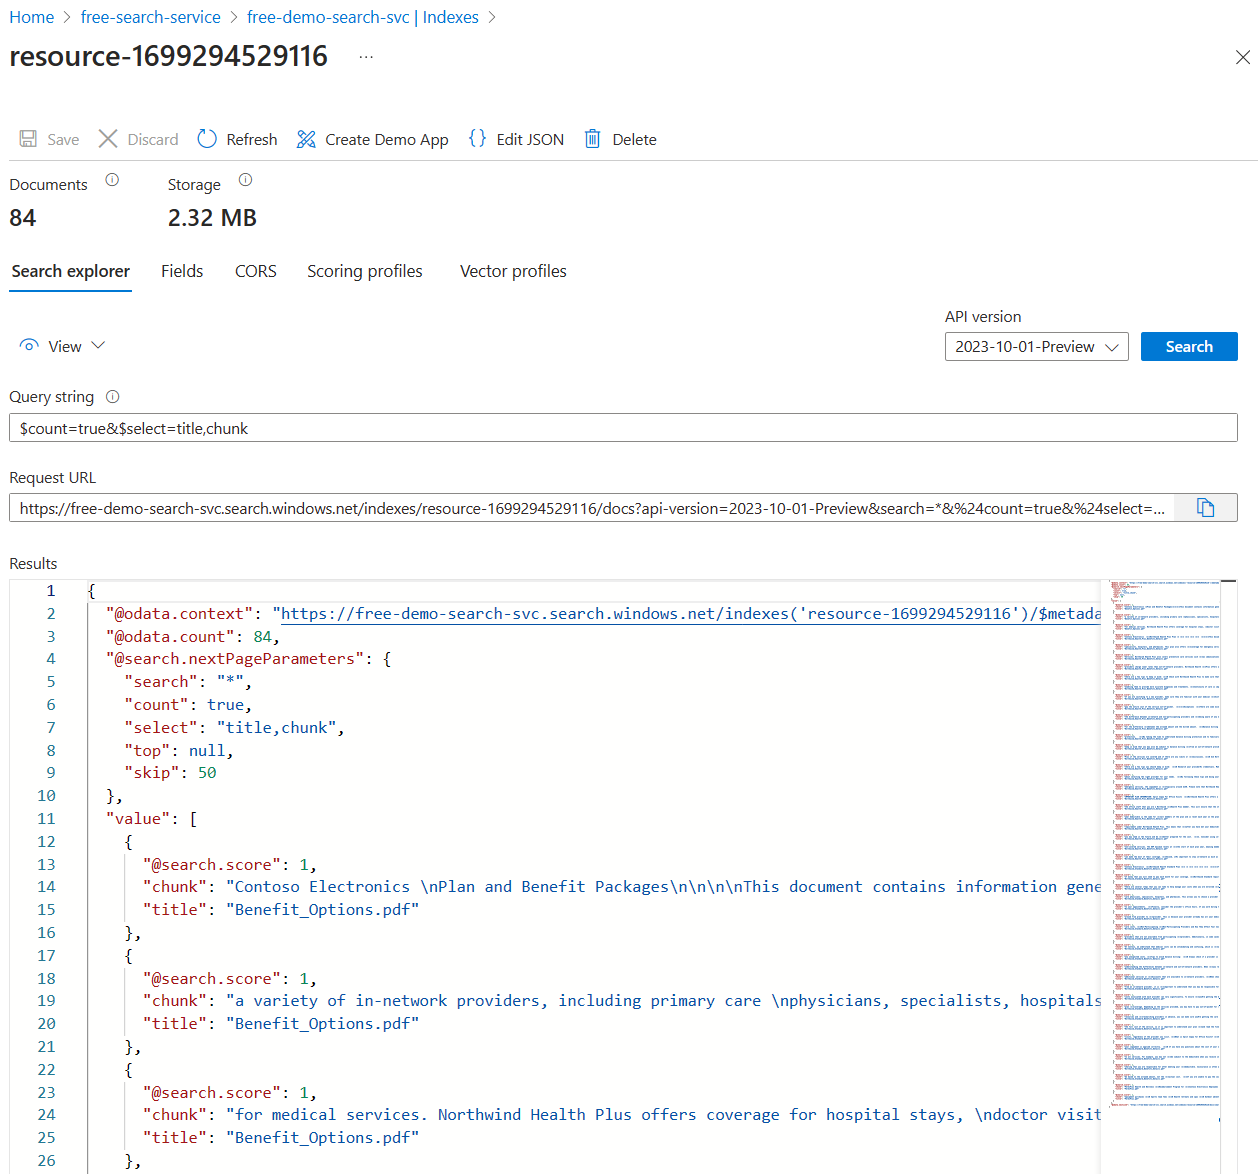 Home > free-search-service > free-demo-search-svc | Indexes >
resource-1699294529116 ...
Save Discard Refresh Create Demo App {} Edit JSON Delete
Documents Storage
84 2.32 MB
Search explorer Fields CORS Scoring profiles Vector profiles
API version
View 2023-10-01-Preview Search
Query string
$count=true&$select=title,chunk
Request URL
https://free-demo-search-svc.search.windows.net/indexes/resource-1699294529116/docs?api-version=2023-10-01-Preview&search=*&%24count=true&%24select=...
Results
1 {
2 "@odata.context": "https://free-demo-search-svc.search.windows.net/indexes('resource-1699294529116')/$metada
3 "@odata.count": 84,
4 "@search.nextPageParameters": {
5 "search": "*",
6 "count": true,
7 "select": "title,chunk",
8 "top": null,
9 "skip": 50
10 },
11 "value": [
12 {
13 "@search.score": 1,
14 "chunk": "Contoso Electronics \nPlan and Benefit Packages\n\n\n\nThis document contains information gene
15 "title": "Benefit_Options.pdf"
16 },
17 {
18 "@search.score": 1,
19 "chunk": "a variety of in-network providers, including primary care \nphysicians, specialists, hospitals
20 "title": "Benefit_Options.pdf"
21 },
22 {
23 "@search.score": 1,
24 "chunk": "for medical services. Northwind Health Plus offers coverage for hospital stays, \ndoctor visit
25 "title": "Benefit_Options.pdf"
26 },